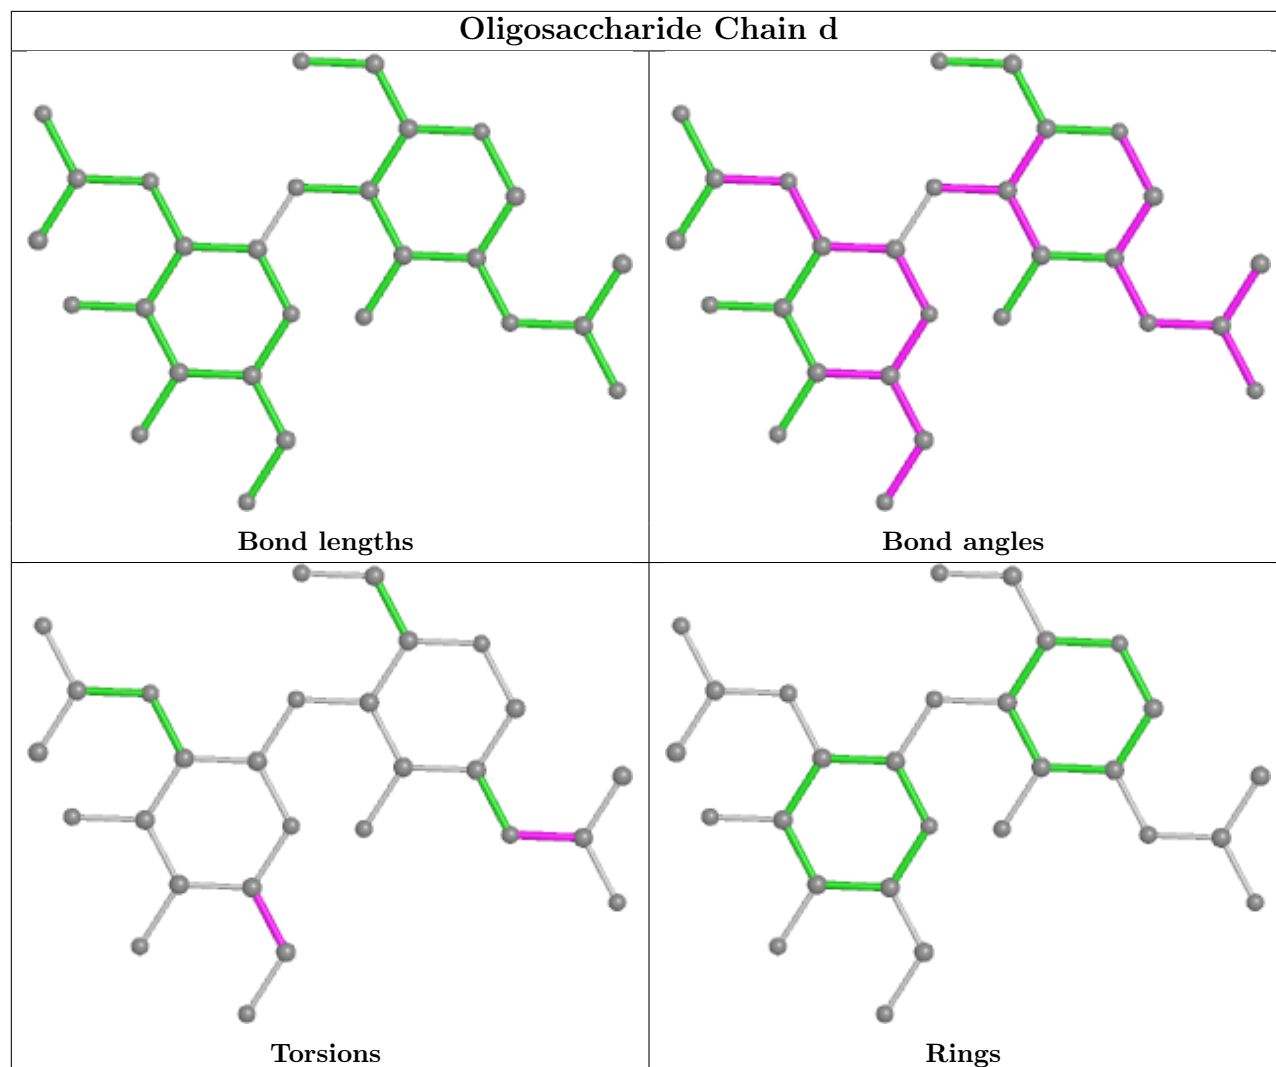 Oligosaccharide Chain d
Bond lengths
Bond angles
Torsions
Rings